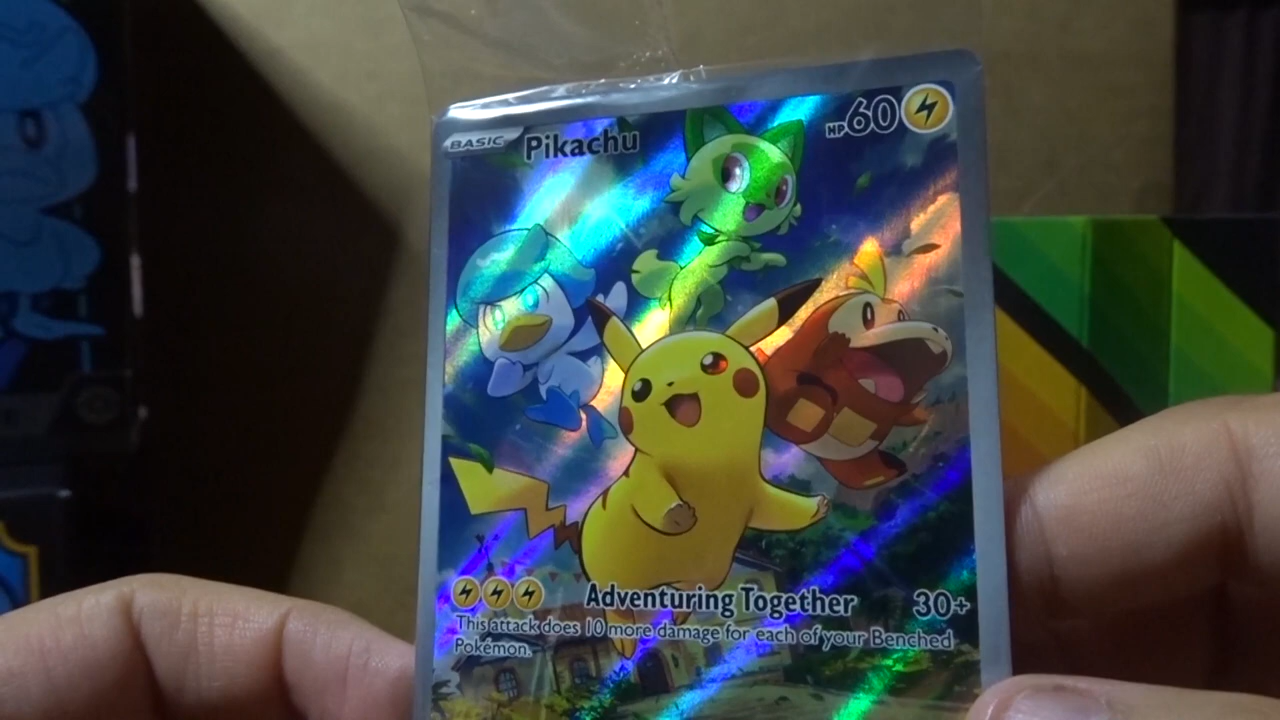 BASIC Pikachu HP60
Adventuring Together 30+
This attack does 10 more damage for each of your Benched
Pokémon.